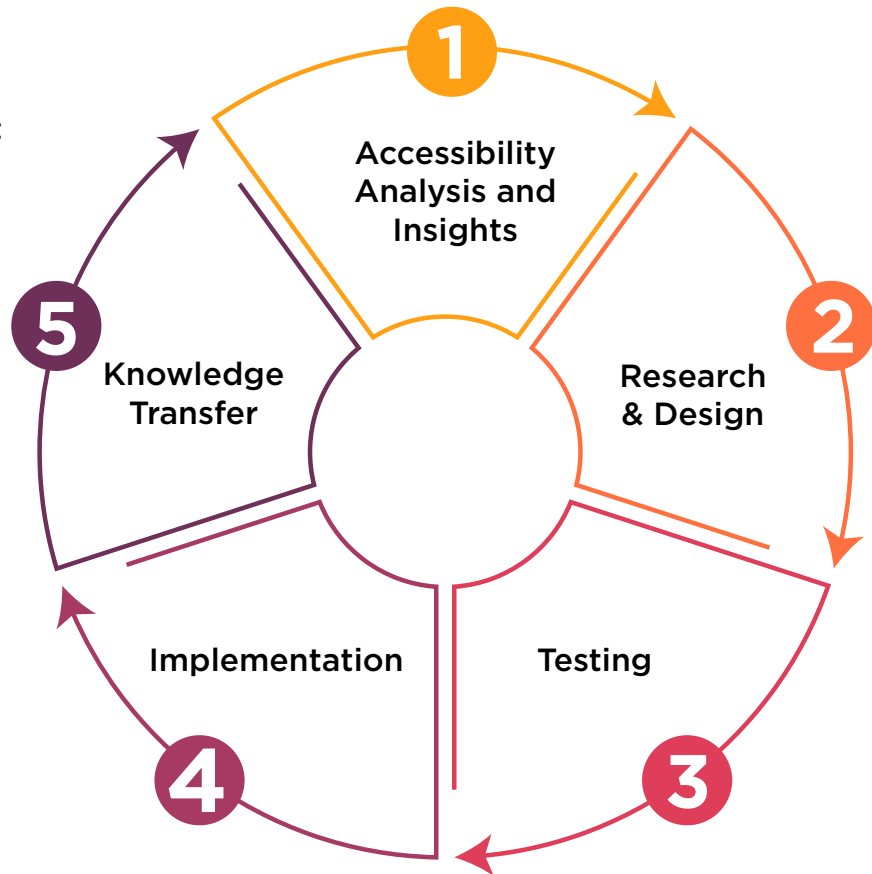 1
Accessibility
Analysis and
Insights
2
Research
& Design
3
Testing
4
Implementation
5
Knowledge
Transfer